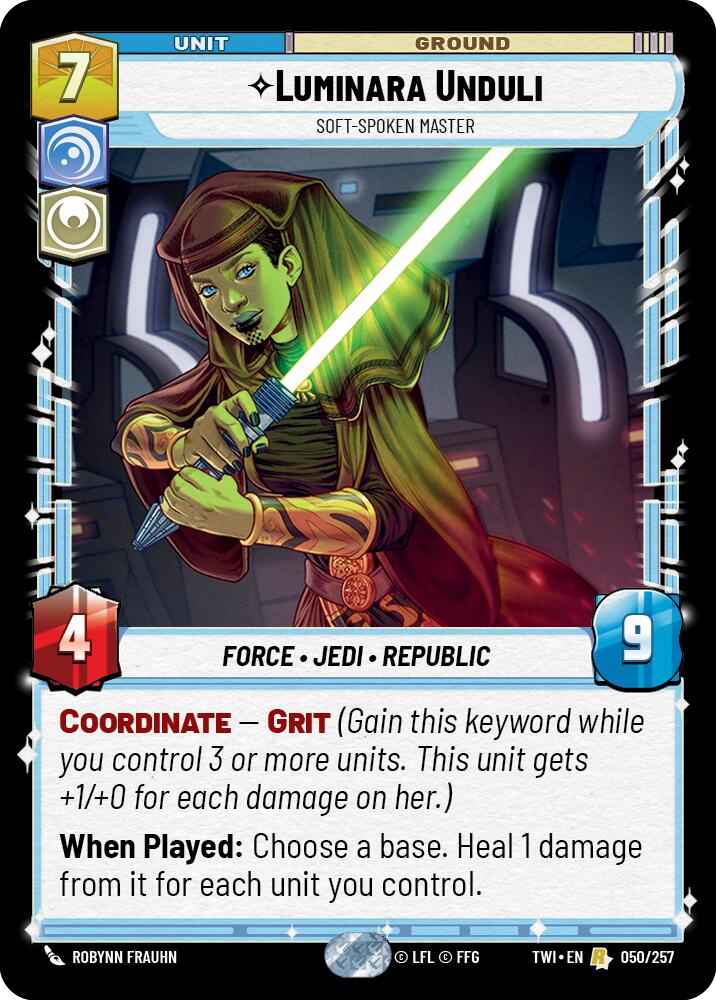 UNIT
GROUND
7
✧LUMINARA UNDULI
SOFT-SPOKEN MASTER
4
FORCE • JEDI • REPUBLIC
9
COORDINATE – GRIT (Gain this keyword while
you control 3 or more units. This unit gets
+1/+0 for each damage on her.)
When Played: Choose a base. Heal 1 damage
from it for each unit you control.
ROBYNN FRAUHN
© LFL © FFG
TWI • EN
R
050/257